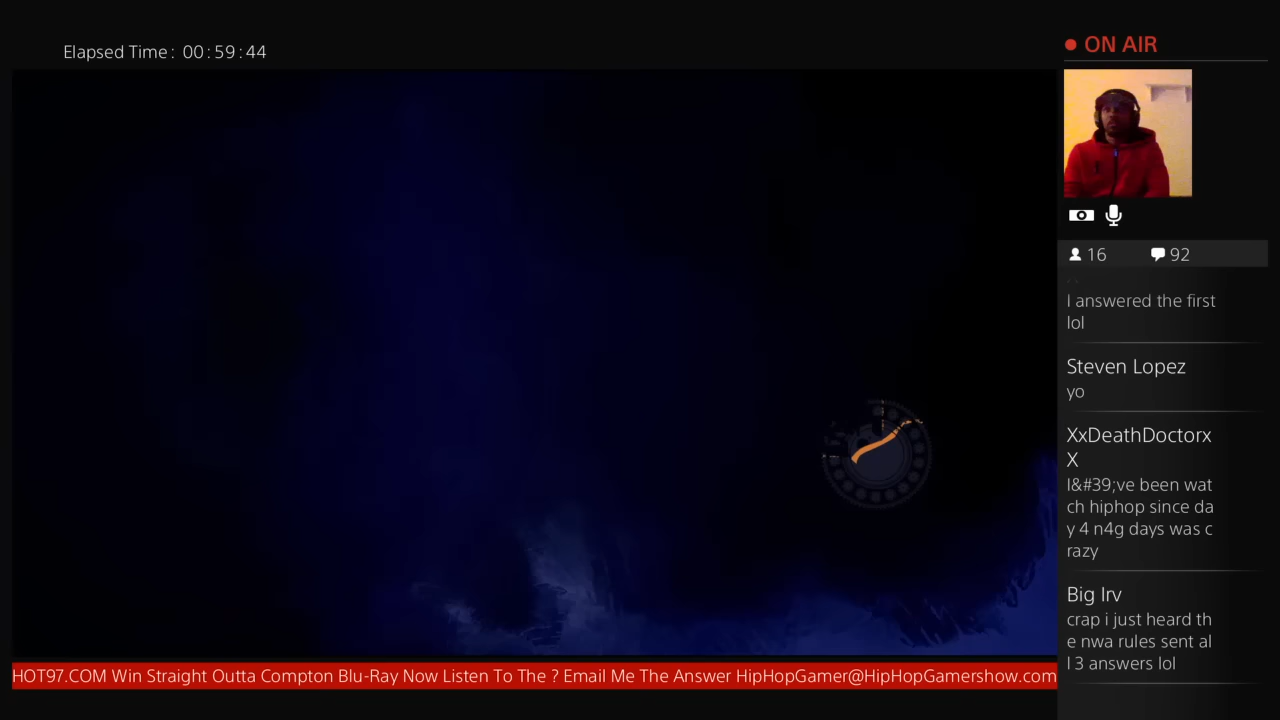 Elapsed Time: 00:59:44
ON AIR
16
92
I answered the first
lol
Steven Lopez
yo
XxDeathDoctorx
X
I&#39;ve been wat
ch hiphop since da
y 4 n4g days was c
razy
Big Irv
crap i just heard th
e nwa rules sent al
l 3 answers lol
HOT97.COM Win Straight Outta Compton Blu-Ray Now Listen To The ? Email Me The Answer HipHopGamer@HipHopGamershow.com